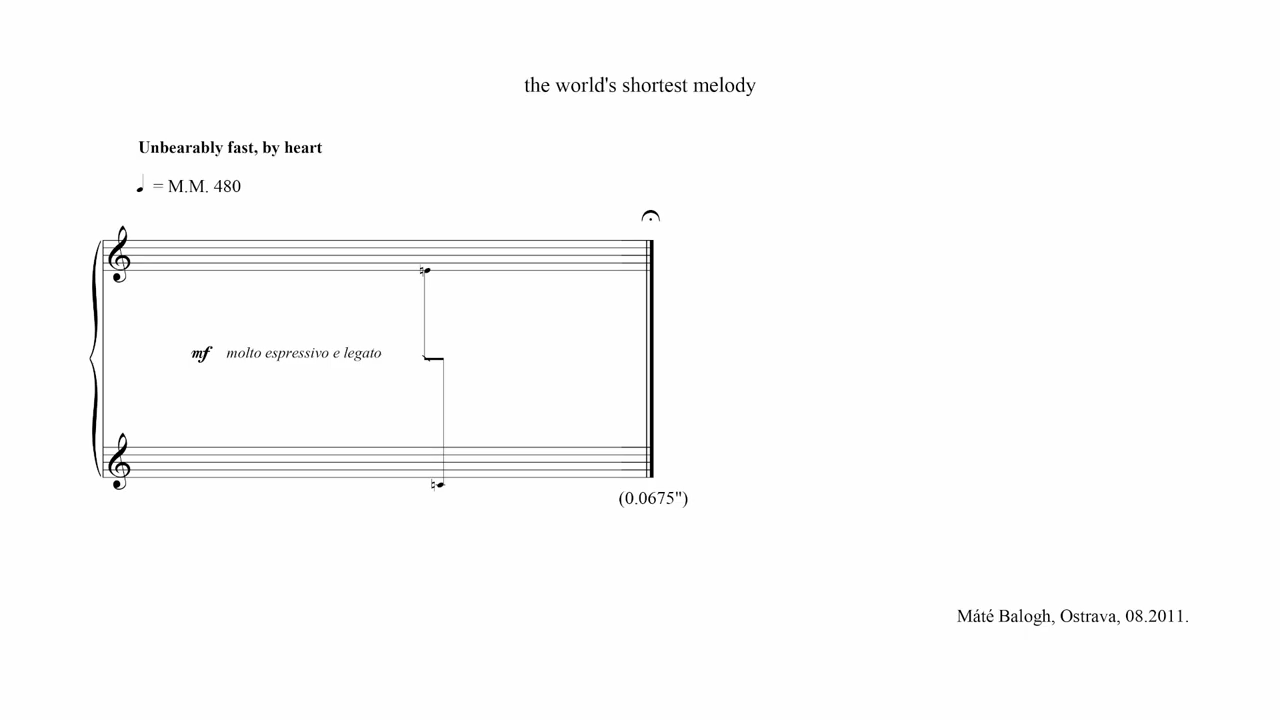 the world's shortest melody
Unbearably fast, by heart
♩ = M.M. 480
mf molto espressivo e legato
(0.0675")
Máté Balogh, Ostrava, 08.2011.